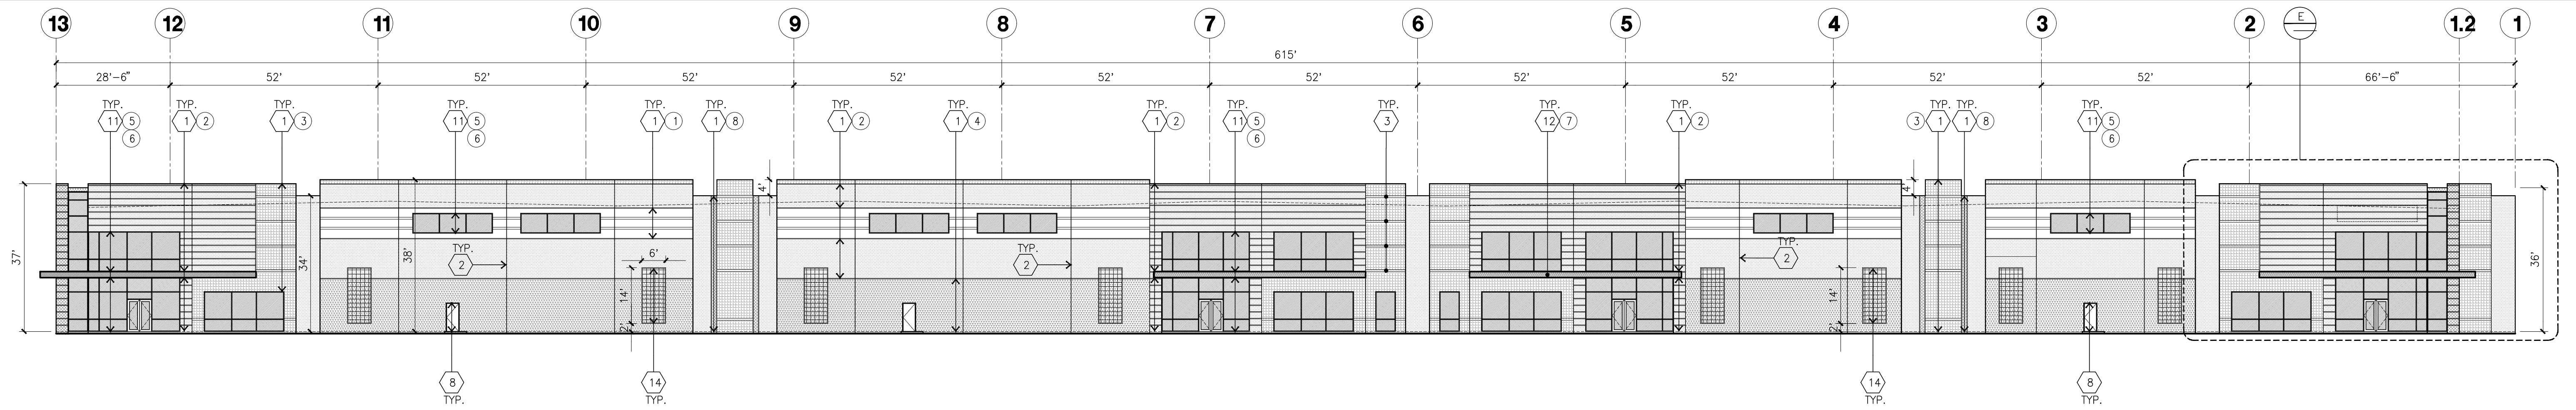 13 12 11 10 9 8 7 6 5 4 3 2 E 1.2 1
615'
28'-6" 52' 52' 52' 52' 52' 52' 52' 52' 52' 52' 66'-6"
TYP. TYP. TYP. TYP. TYP. TYP. TYP. TYP. TYP. TYP. TYP. TYP. TYP. TYP. TYP. TYP.
11 5 1 2 1 3 11 5 1 1 1 8 1 2 1 4 1 2 11 5 3 12 7 1 2 3 1 1 8 11 5
6 6 6 6
4' 4'
37' 34' 38' 36'
TYP. 6' TYP. TYP.
2 2 2
14' 14'
2' 2'
8 14 14 8
TYP. TYP. TYP. TYP.